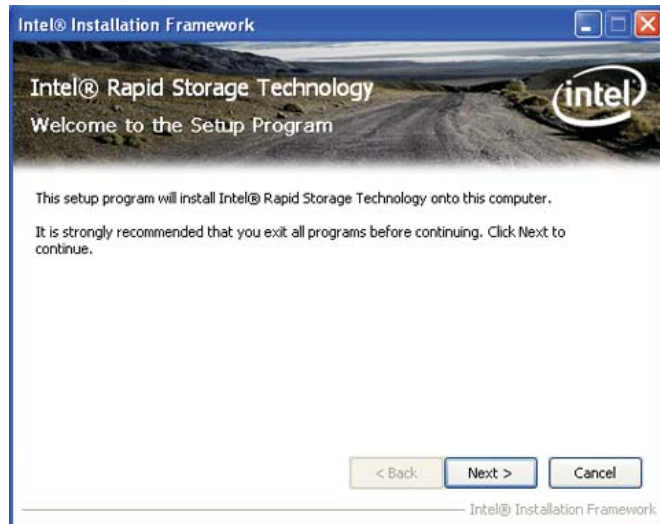 Intel® Installation Framework
Intel® Rapid Storage Technology
Welcome to the Setup Program
intel
This setup program will install Intel® Rapid Storage Technology onto this computer.
It is strongly recommended that you exit all programs before continuing. Click Next to
continue.
< Back
Next >
Cancel
Intel® Installation Framework